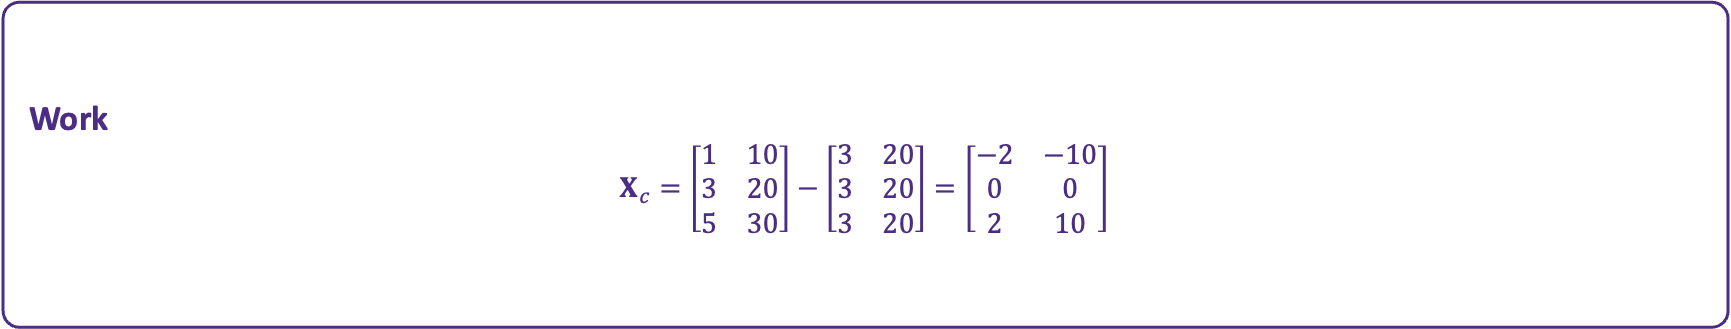 Work
𝐗_c = [1 10; 3 20; 5 30] − [3 20; 3 20; 3 20] = [−2 −10; 0 0; 2 10]